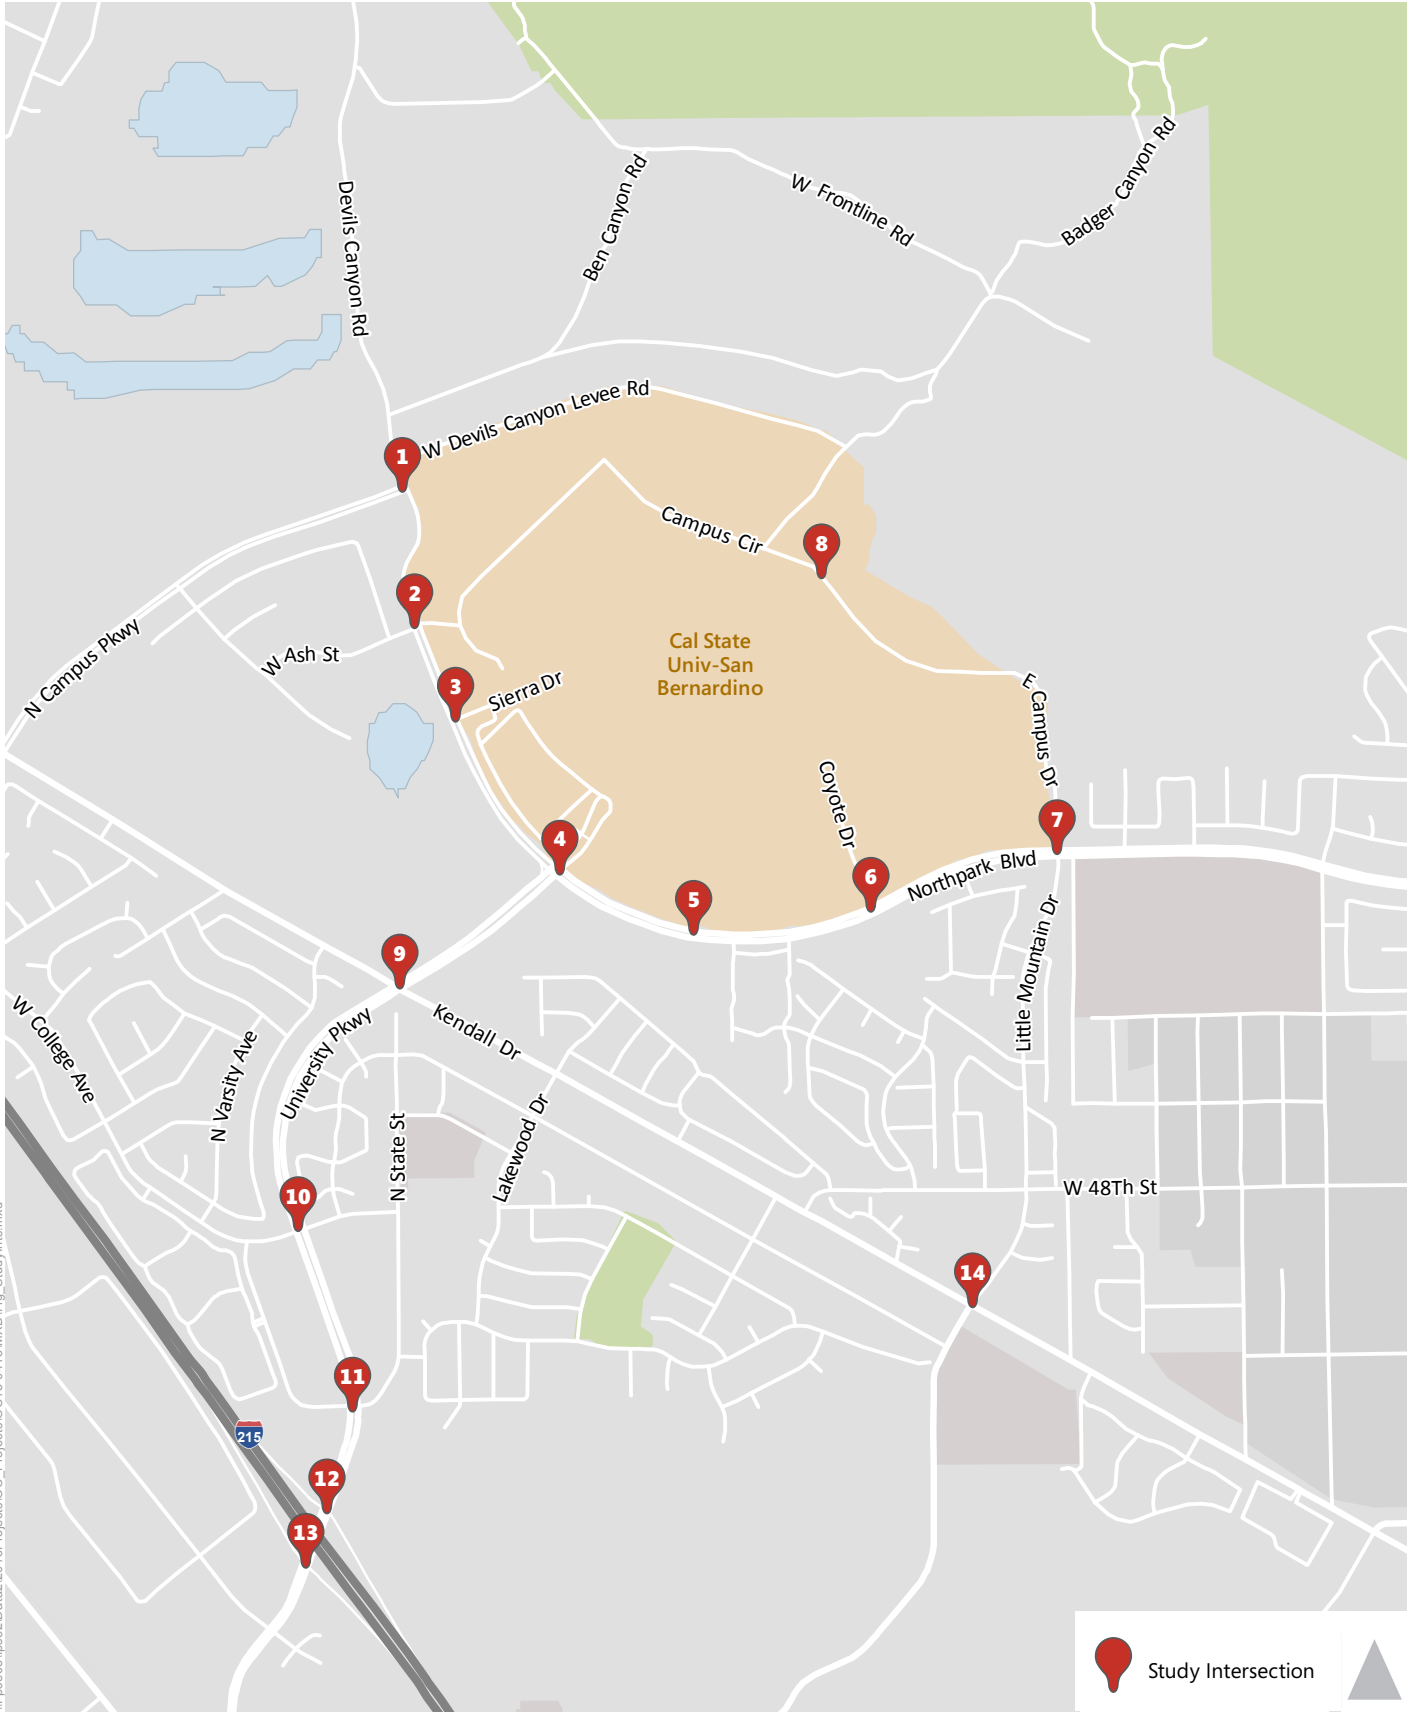 Devils Canyon Rd
Ben Canyon Rd
W Frontline Rd
Badger Canyon Rd
W Devils Canyon Levee Rd
1
Campus Cir
8
2
N Campus Pkwy
W Ash St
Cal State
Univ-San
Bernardino
3
Sierra Dr
E Campus Dr
Coyote Dr
7
4
6
Northpark Blvd
5
Little Mountain Dr
9
W College Ave
N Varsity Ave
University Pkwy
Kendall Dr
N State St
Lakewood Dr
10
W 48Th St
14
11
215
12
13
Study Intersection